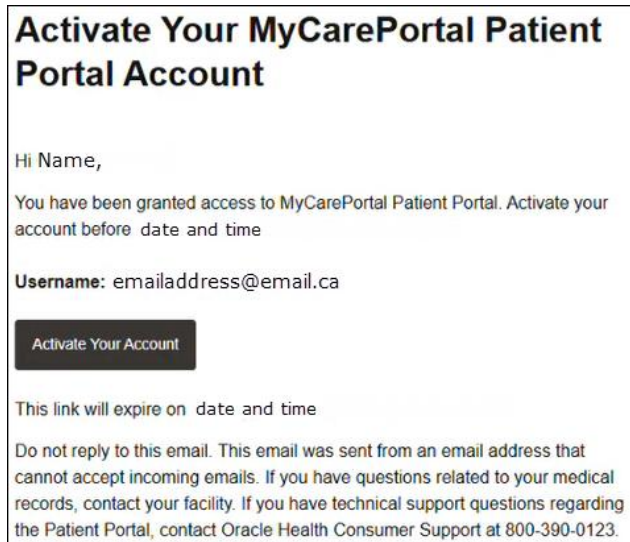 Activate Your MyCarePortal Patient
Portal Account
Hi Name,
You have been granted access to MyCarePortal Patient Portal. Activate your
account before date and time
Username: emailaddress@email.ca
Activate Your Account
This link will expire on date and time
Do not reply to this email. This email was sent from an email address that
cannot accept incoming emails. If you have questions related to your medical
records, contact your facility. If you have technical support questions regarding
the Patient Portal, contact Oracle Health Consumer Support at 800-390-0123.